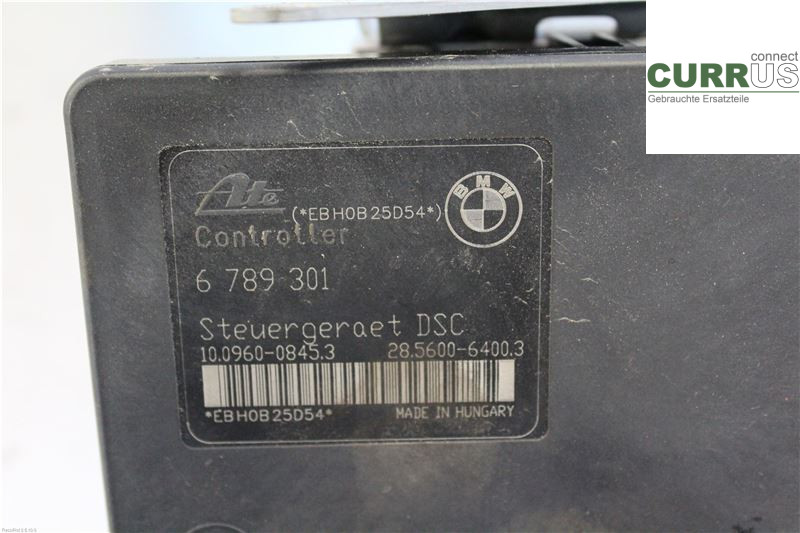 connect
CURRUS
Gebrauchte Ersatzteile
Ate
(*EBH0B25D54*)
BMW
Controller
6 789 301
Steuergeraet DSC
10.0960-0845.3 28.5600-6400.3
*EBH0B25D54* MADE IN HUNGARY